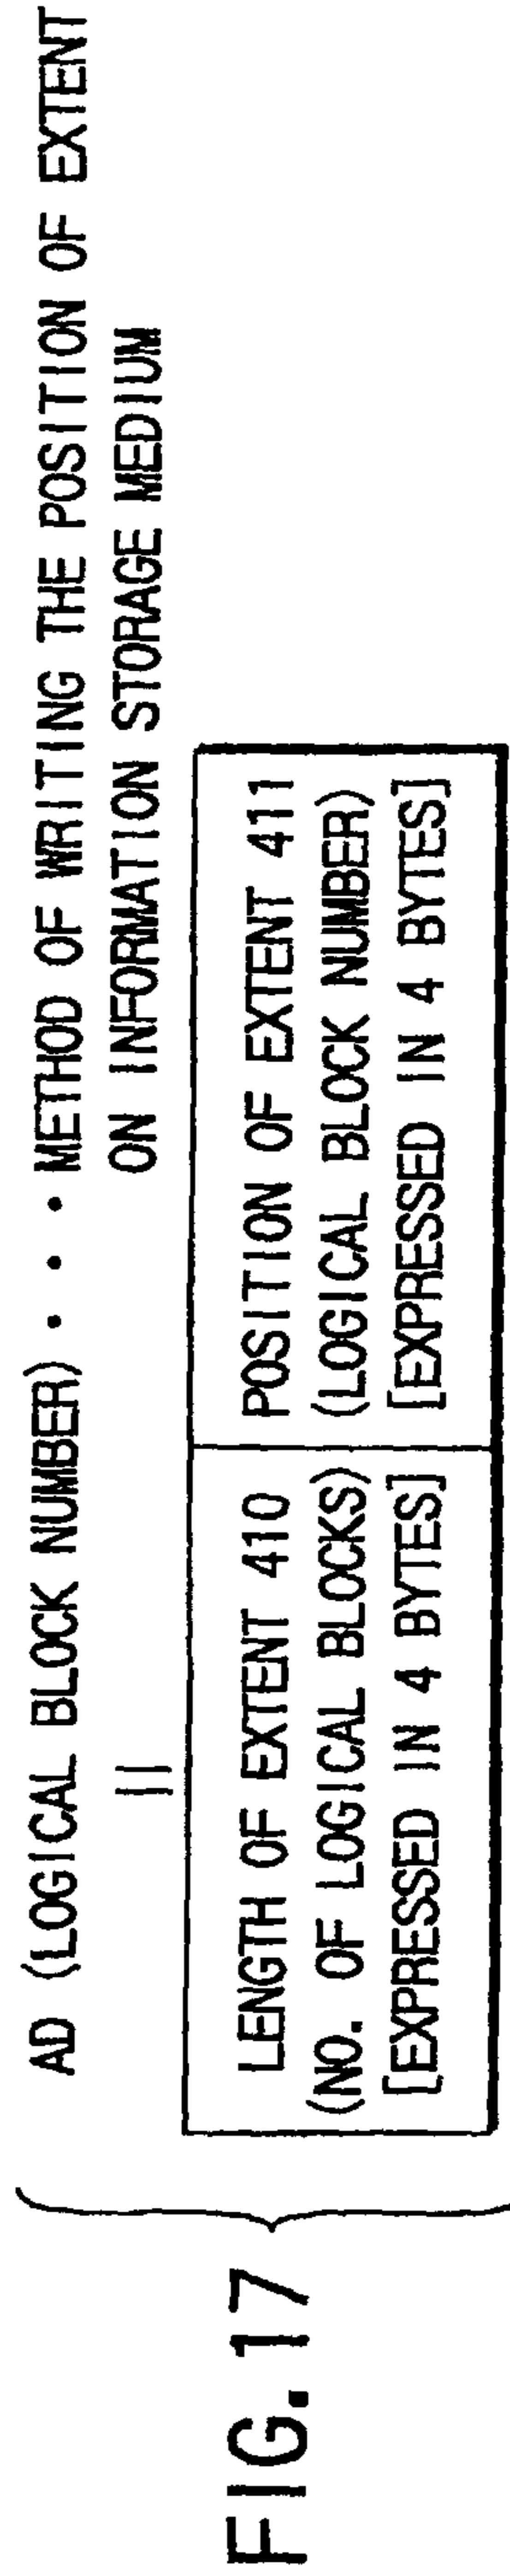 FIG. 17
AD (LOGICAL BLOCK NUMBER) • • • METHOD OF WRITING THE POSITION OF EXTENT
ON INFORMATION STORAGE MEDIUM
=
LENGTH OF EXTENT 410
(NO. OF LOGICAL BLOCKS)
[EXPRESSED IN 4 BYTES]
POSITION OF EXTENT 411
(LOGICAL BLOCK NUMBER)
[EXPRESSED IN 4 BYTES]